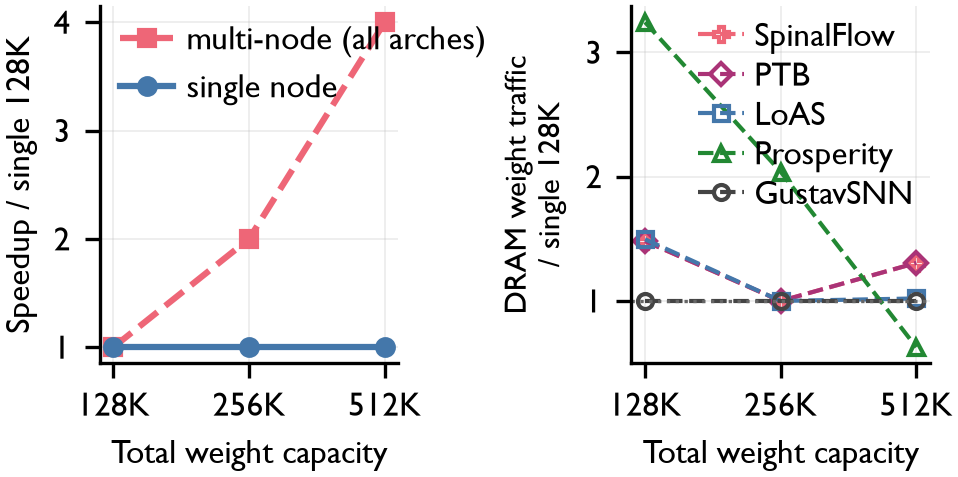 Speedup / single 128K
4
3
2
1
multi-node (all arches)
single node
128K 256K 512K
Total weight capacity
DRAM weight traffic
/ single 128K
3
2
1
SpinalFlow
PTB
LoAS
Prosperity
GustavSNN
128K 256K 512K
Total weight capacity